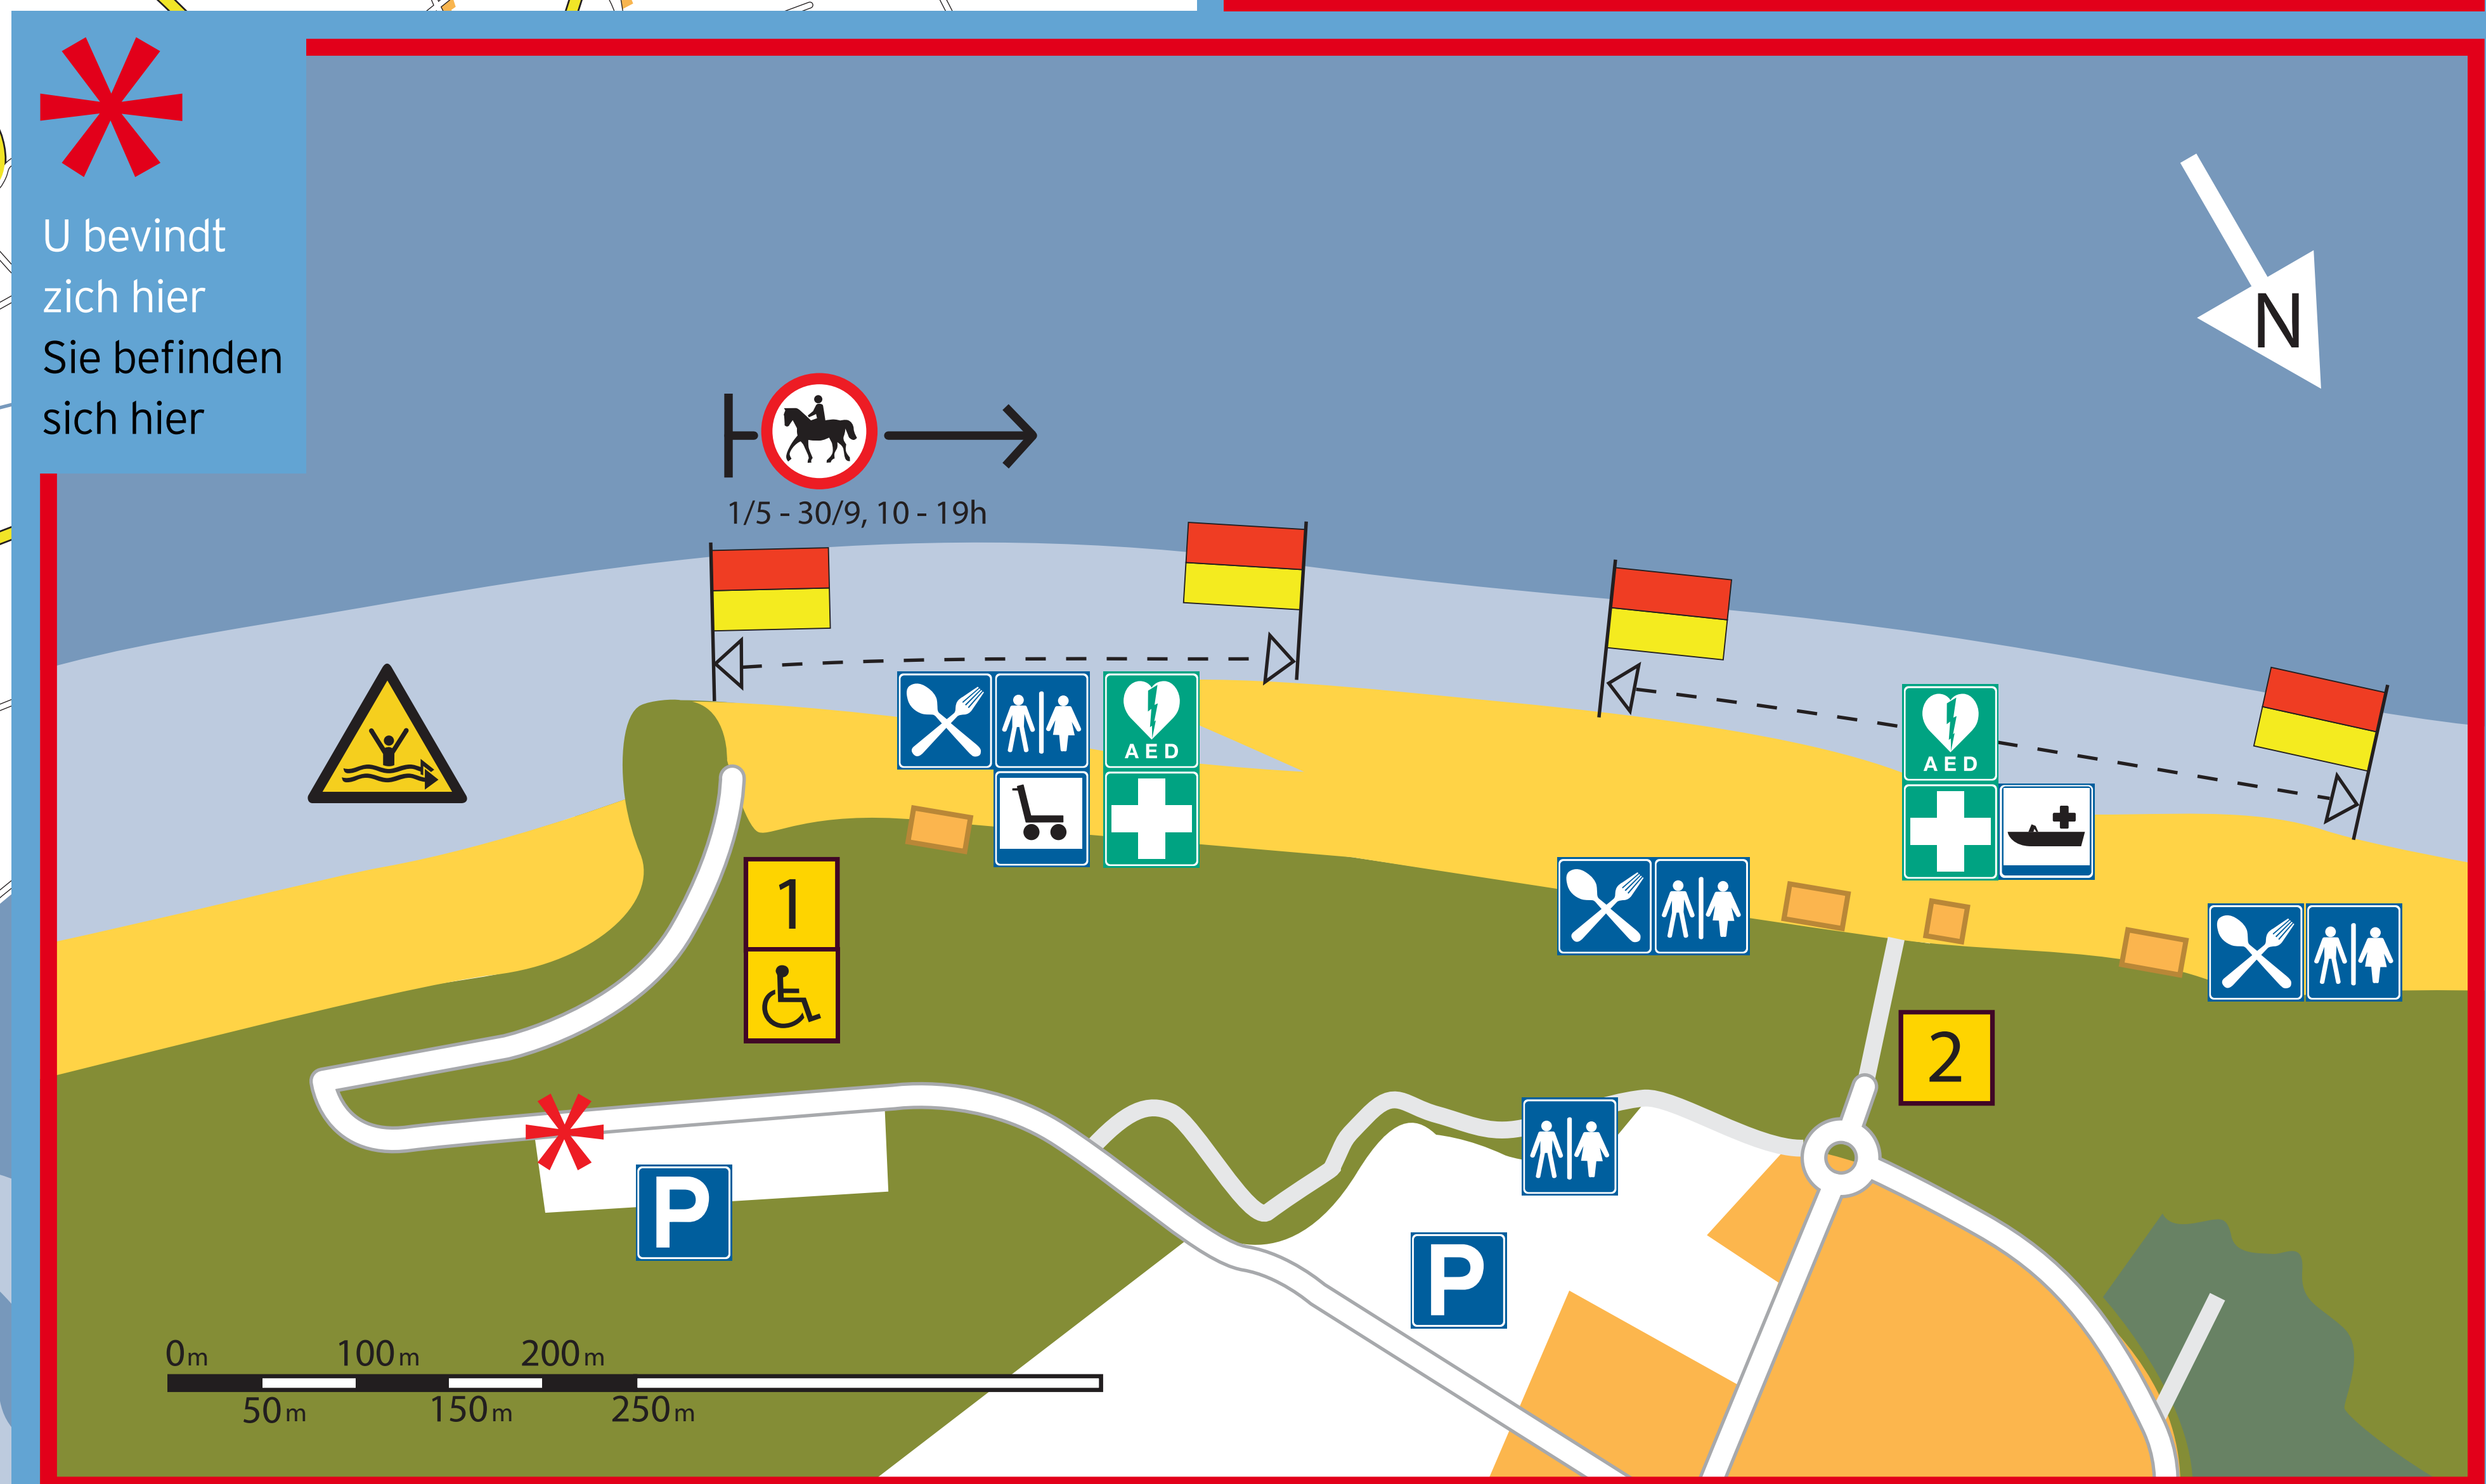 U bevindt
zich hier
Sie befinden
sich hier
N
1/5 - 30/9, 10 - 19h
AED
AED
1
2
P
P
0m 100m 200m
50m 150m 250m